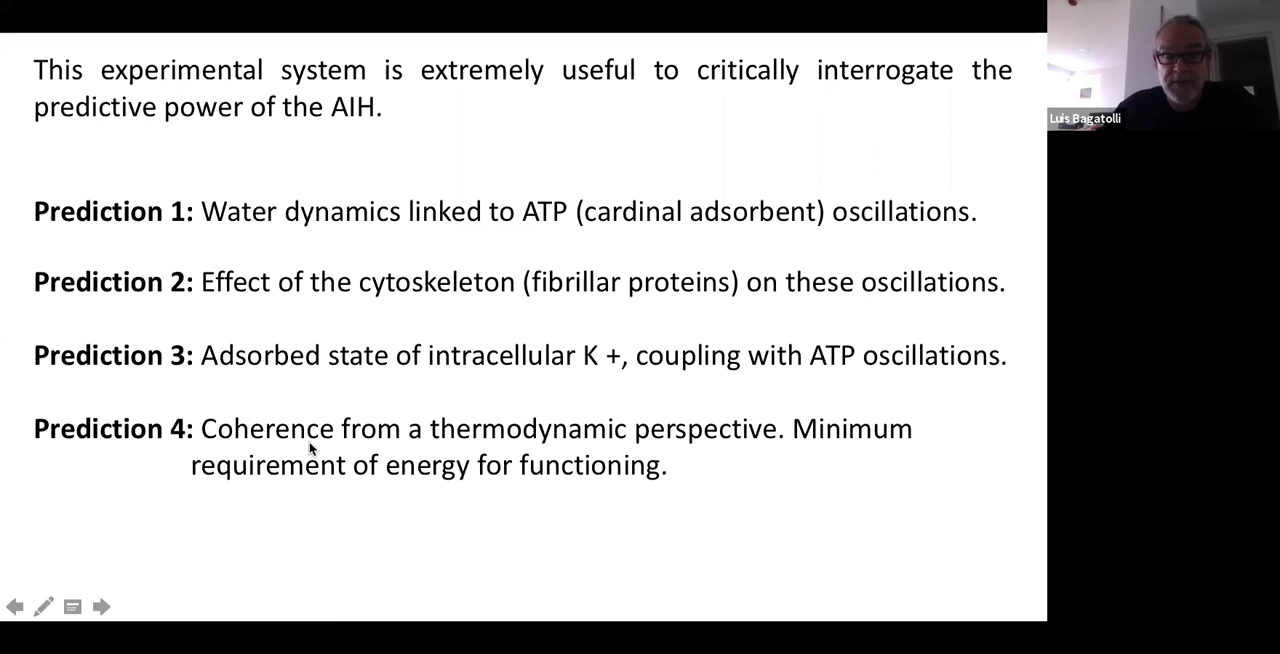 This experimental system is extremely useful to critically interrogate the
predictive power of the AIH.
Prediction 1: Water dynamics linked to ATP (cardinal adsorbent) oscillations.
Prediction 2: Effect of the cytoskeleton (fibrillar proteins) on these oscillations.
Prediction 3: Adsorbed state of intracellular K +, coupling with ATP oscillations.
Prediction 4: Coherence from a thermodynamic perspective. Minimum
requirement of energy for functioning.
Luis Bagatolli